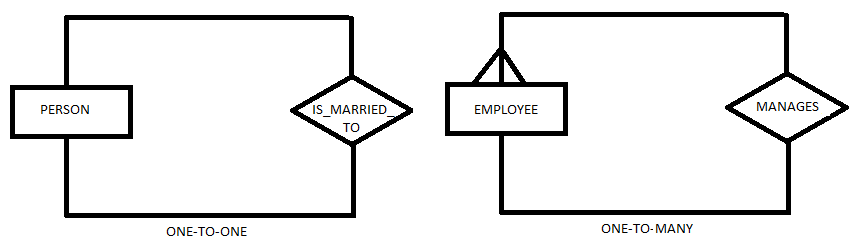 PERSON
IS_MARRIED_
TO
ONE-TO-ONE
EMPLOYEE
MANAGES
ONE-TO-MANY